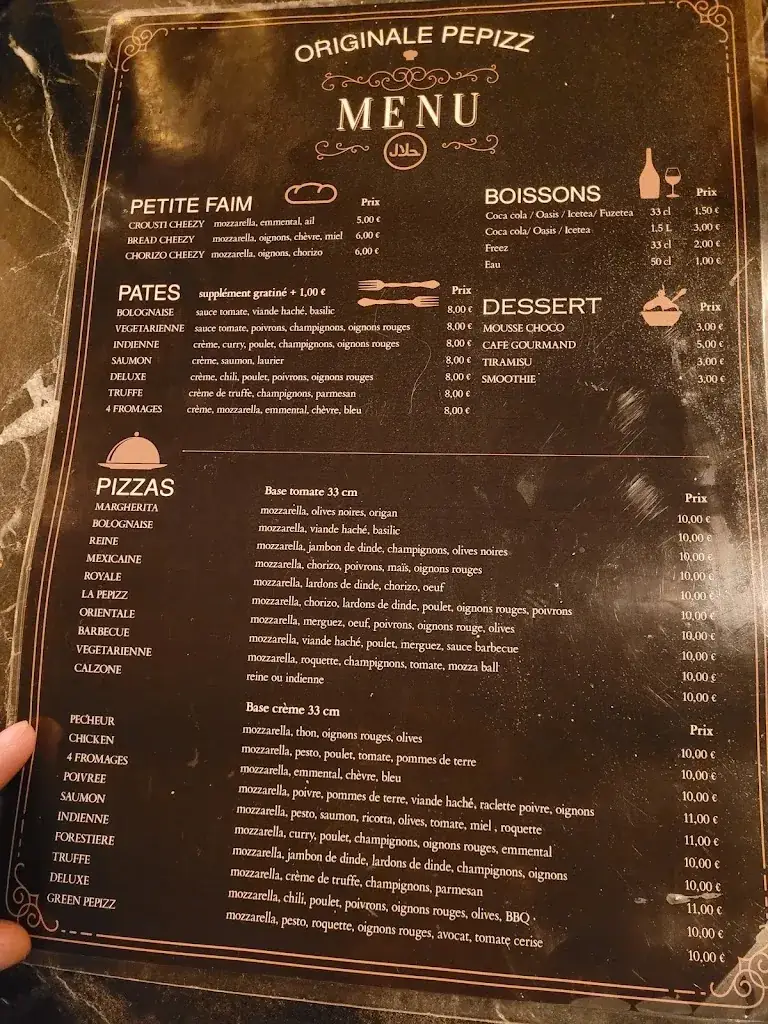 ORIGINALE PEPIZZ
MENU
حلال
PETITE FAIM Prix
CROUSTI CHEEZY mozzarella, emmental, ail 5,00 €
BREAD CHEEZY mozzarella, oignons, chèvre, miel 6,00 €
CHORIZO CHEEZY mozzarella, oignons, chorizo 6,00 €
BOISSONS Prix
Coca cola / Oasis / Icetea/ Fuzetea 33 cl 1,50 €
Coca cola/ Oasis / Icetea 1.5 L 3,00 €
Freez 33 cl 2,00 €
Eau 50 cl 1,00 €
PATES supplément gratiné + 1,00 € Prix
BOLOGNAISE sauce tomate, viande haché, basilic 8,00 €
VEGETARIENNE sauce tomate, poivrons, champignons, oignons rouges 8,00 €
INDIENNE crème, curry, poulet, champignons, oignons rouges 8,00 €
SAUMON crème, saumon, laurier 8,00 €
DELUXE crème, chili, poulet, poivrons, oignons rouges 8,00 €
TRUFFE crème de truffe, champignons, parmesan 8,00 €
4 FROMAGES crème, mozzarella, emmental, chèvre, bleu 8,00 €
DESSERT Prix
MOUSSE CHOCO 3,00 €
CAFE GOURMAND 5,00 €
TIRAMISU 3,00 €
SMOOTHIE 3,00 €
PIZZAS Base tomate 33 cm Prix
MARGHERITA mozzarella, olives noires, origan 10,00 €
BOLOGNAISE mozzarella, viande haché, basilic 10,00 €
REINE mozzarella, jambon de dinde, champignons, olives noires 10,00 €
MEXICAINE mozzarella, chorizo, poivrons, maïs, oignons rouges 10,00 €
ROYALE mozzarella, lardons de dinde, chorizo, oeuf 10,00 €
LA PEPIZZ mozzarella, chorizo, lardons de dinde, poulet, oignons rouges, poivrons 10,00 €
ORIENTALE mozzarella, merguez, oeuf, poivrons, oignons rouge, olives 10,00 €
BARBECUE mozzarella, viande haché, poulet, merguez, sauce barbecue 10,00 €
VEGETARIENNE mozzarella, roquette, champignons, tomate, mozza ball 10,00 €
CALZONE reine ou indienne 10,00 €
Base crème 33 cm Prix
PECHEUR mozzarella, thon, oignons rouges, olives 10,00 €
CHICKEN mozzarella, pesto, poulet, tomate, pommes de terre 10,00 €
4 FROMAGES mozzarella, emmental, chèvre, bleu 10,00 €
POIVREE mozzarella, poivre, pommes de terre, viande haché, raclette poivre, oignons 11,00 €
SAUMON mozzarella, pesto, saumon, ricotta, olives, tomate, miel , roquette 11,00 €
INDIENNE mozzarella, curry, poulet, champignons, oignons rouges, emmental 10,00 €
FORESTIERE mozzarella, jambon de dinde, lardons de dinde, champignons, oignons 10,00 €
TRUFFE mozzarella, crème de truffe, champignons, parmesan 11,00 €
DELUXE mozzarella, chili, poulet, poivrons, oignons rouges, olives, BBQ 10,00 €
GREEN PEPIZZ mozzarella, pesto, roquette, oignons rouges, avocat, tomate cerise 10,00 €